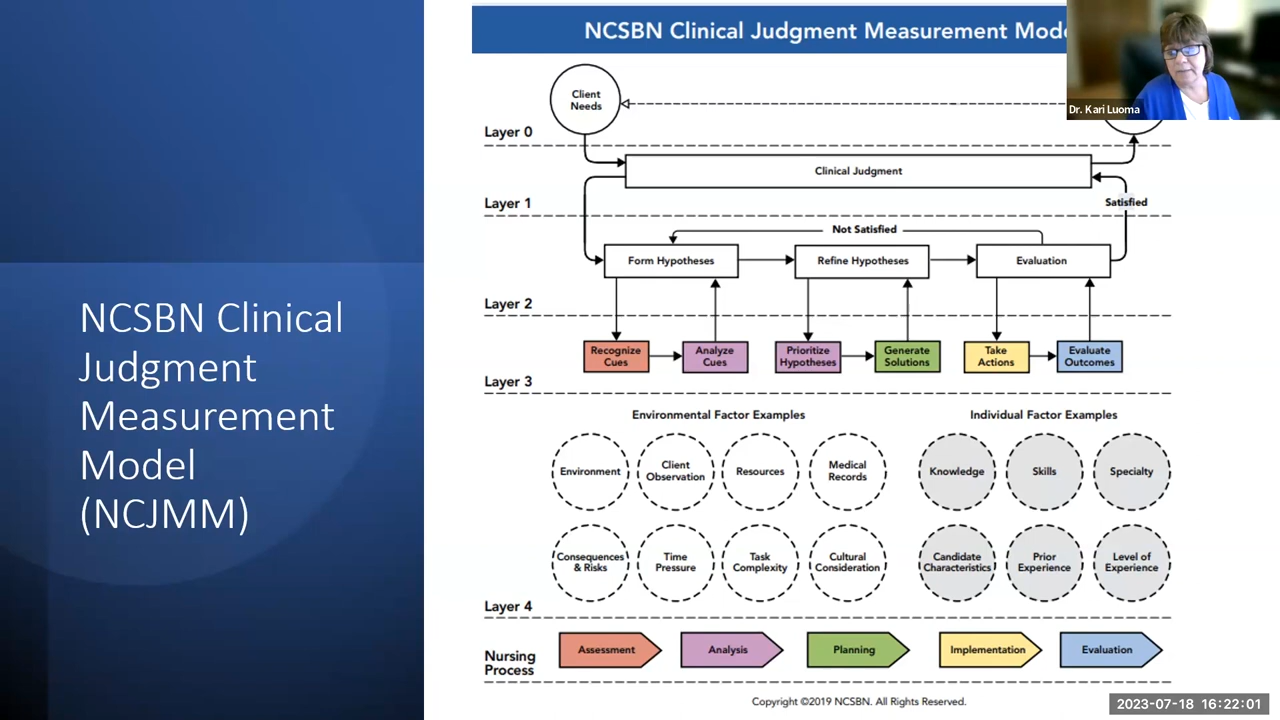 NCSBN Clinical Judgment Measurement
Dr. Kari Luoma
Client
Needs
Layer 0
Clinical Judgment
Layer 1
Satisfied
Not Satisfied
Form Hypotheses
Refine Hypotheses
Evaluation
Layer 2
Recognize
Cues
Analyze
Cues
Prioritize
Hypotheses
Generate
Solutions
Take
Actions
Evaluate
Outcomes
Layer 3
Environmental Factor Examples
Individual Factor Examples
Environment
Client
Observation
Resources
Medical
Records
Knowledge
Skills
Specialty
Consequences
& Risks
Time
Pressure
Task
Complexity
Cultural
Consideration
Candidate
Characteristics
Prior
Experience
Level of
Experience
Layer 4
Nursing
Process
Assessment
Analysis
Planning
Implementation
Evaluation
Copyright ©2019 NCSBN. All Rights Reserved.
NCSBN Clinical
Judgment
Measurement
Model
(NCJMM)
2023-07-18 16:22:01